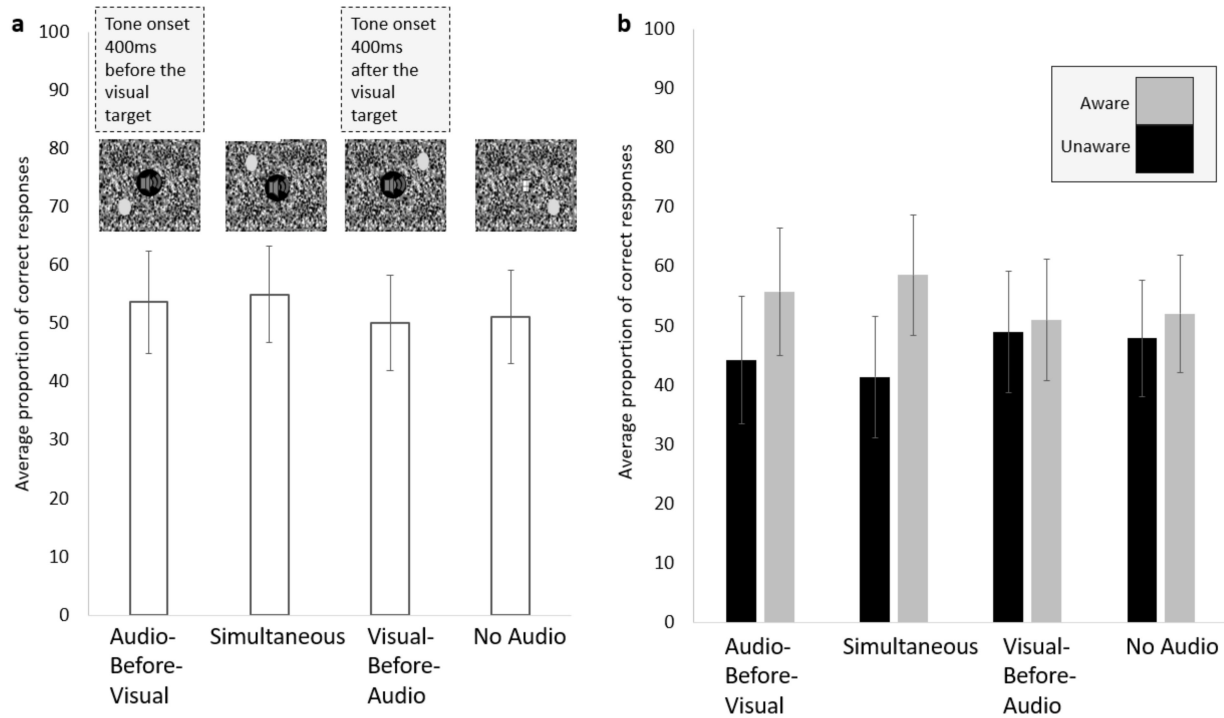 a
Tone onset
400ms
before the
visual
target
Tone onset
400ms
after the
visual
target
Average proportion of correct responses
100
90
80
70
60
50
40
30
20
10
0
Audio-
Before-
Visual
Simultaneous
Visual-
Before-
Audio
No Audio
b
Average proportion of correct responses
100
90
80
70
60
50
40
30
20
10
0
Aware
Unaware
Audio-
Before-
Visual
Simultaneous
Visual-
Before-
Audio
No Audio